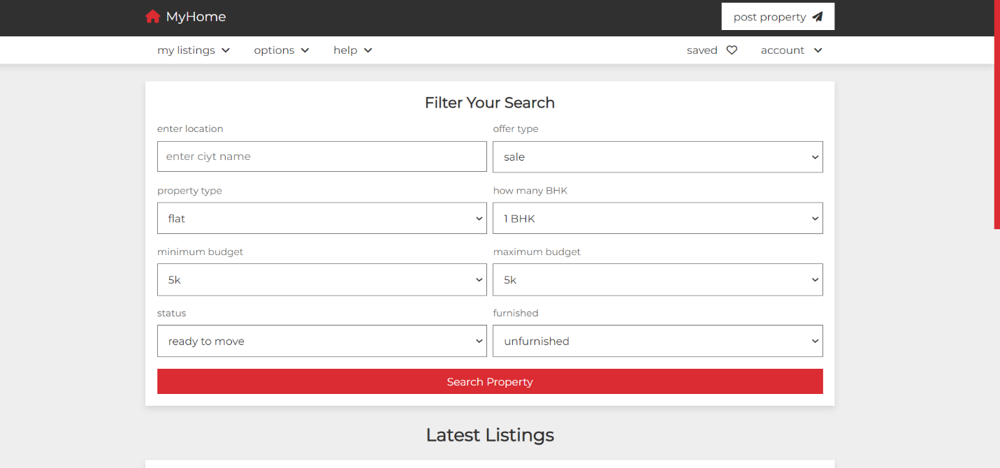 MyHome post property
my listings options help saved account
Filter Your Search
enter location offer type
enter ciyt name sale
property type how many BHK
flat 1 BHK
minimum budget maximum budget
5k 5k
status furnished
ready to move unfurnished
Search Property
Latest Listings